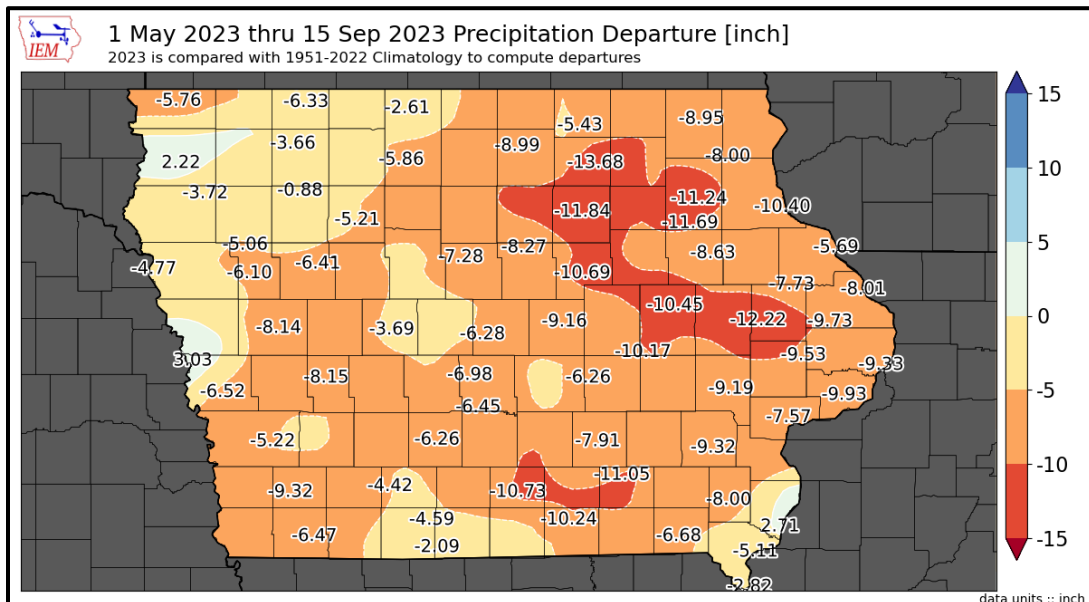 IEM
1 May 2023 thru 15 Sep 2023 Precipitation Departure [inch]
2023 is compared with 1951-2022 Climatology to compute departures
-5.76 -6.33 -2.61
-5.43 -8.95
-3.66 -8.99
2.22 -5.86 -13.68 -8.00
-3.72 -0.88 -11.24
-5.21 -11.84 -11.69 -10.40
-5.06 -8.27 -5.69
-4.77 -6.10 -6.41 -7.28 -10.69 -8.63
-7.73 -8.01
-8.14 -3.69 -6.28 -9.16 -10.45 -12.22 -9.73
3.03 -10.17 -9.53 -9.33
-6.52 -8.15 -6.98 -6.26 -9.19 -9.93
-6.45 -7.57
-5.22 -6.26 -7.91 -9.32
-9.32 -4.42 -10.73 -11.05 -8.00
-4.59 -10.24 2.71
-6.47 -2.09 -6.68 -5.11
-2.82
15
10
5
0
-5
-10
-15
data units :: inch